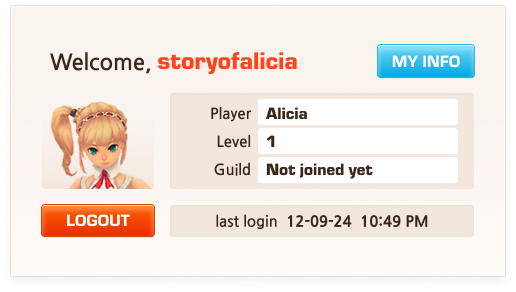 Welcome, storyofalicia
MY INFO
Player Alicia
Level 1
Guild Not joined yet
LOGOUT
last login 12-09-24 10:49 PM